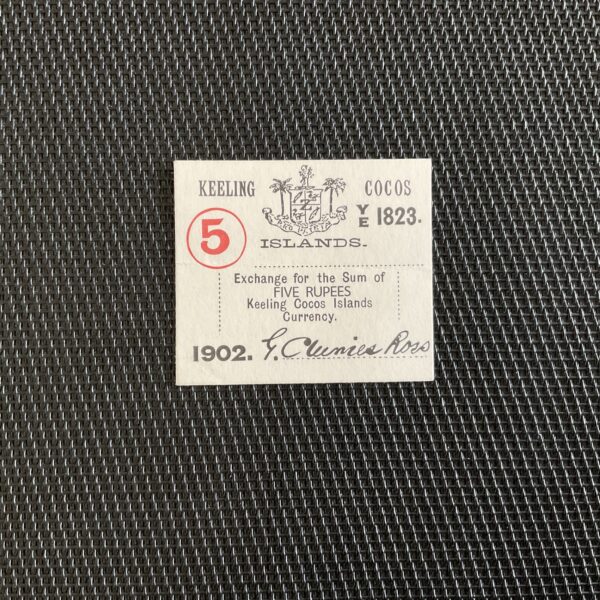 KEELING COCOS
5
YE 1823.
ISLANDS.
Exchange for the Sum of
FIVE RUPEES
Keeling Cocos Islands
Currency.
1902. G. Clunies Ross